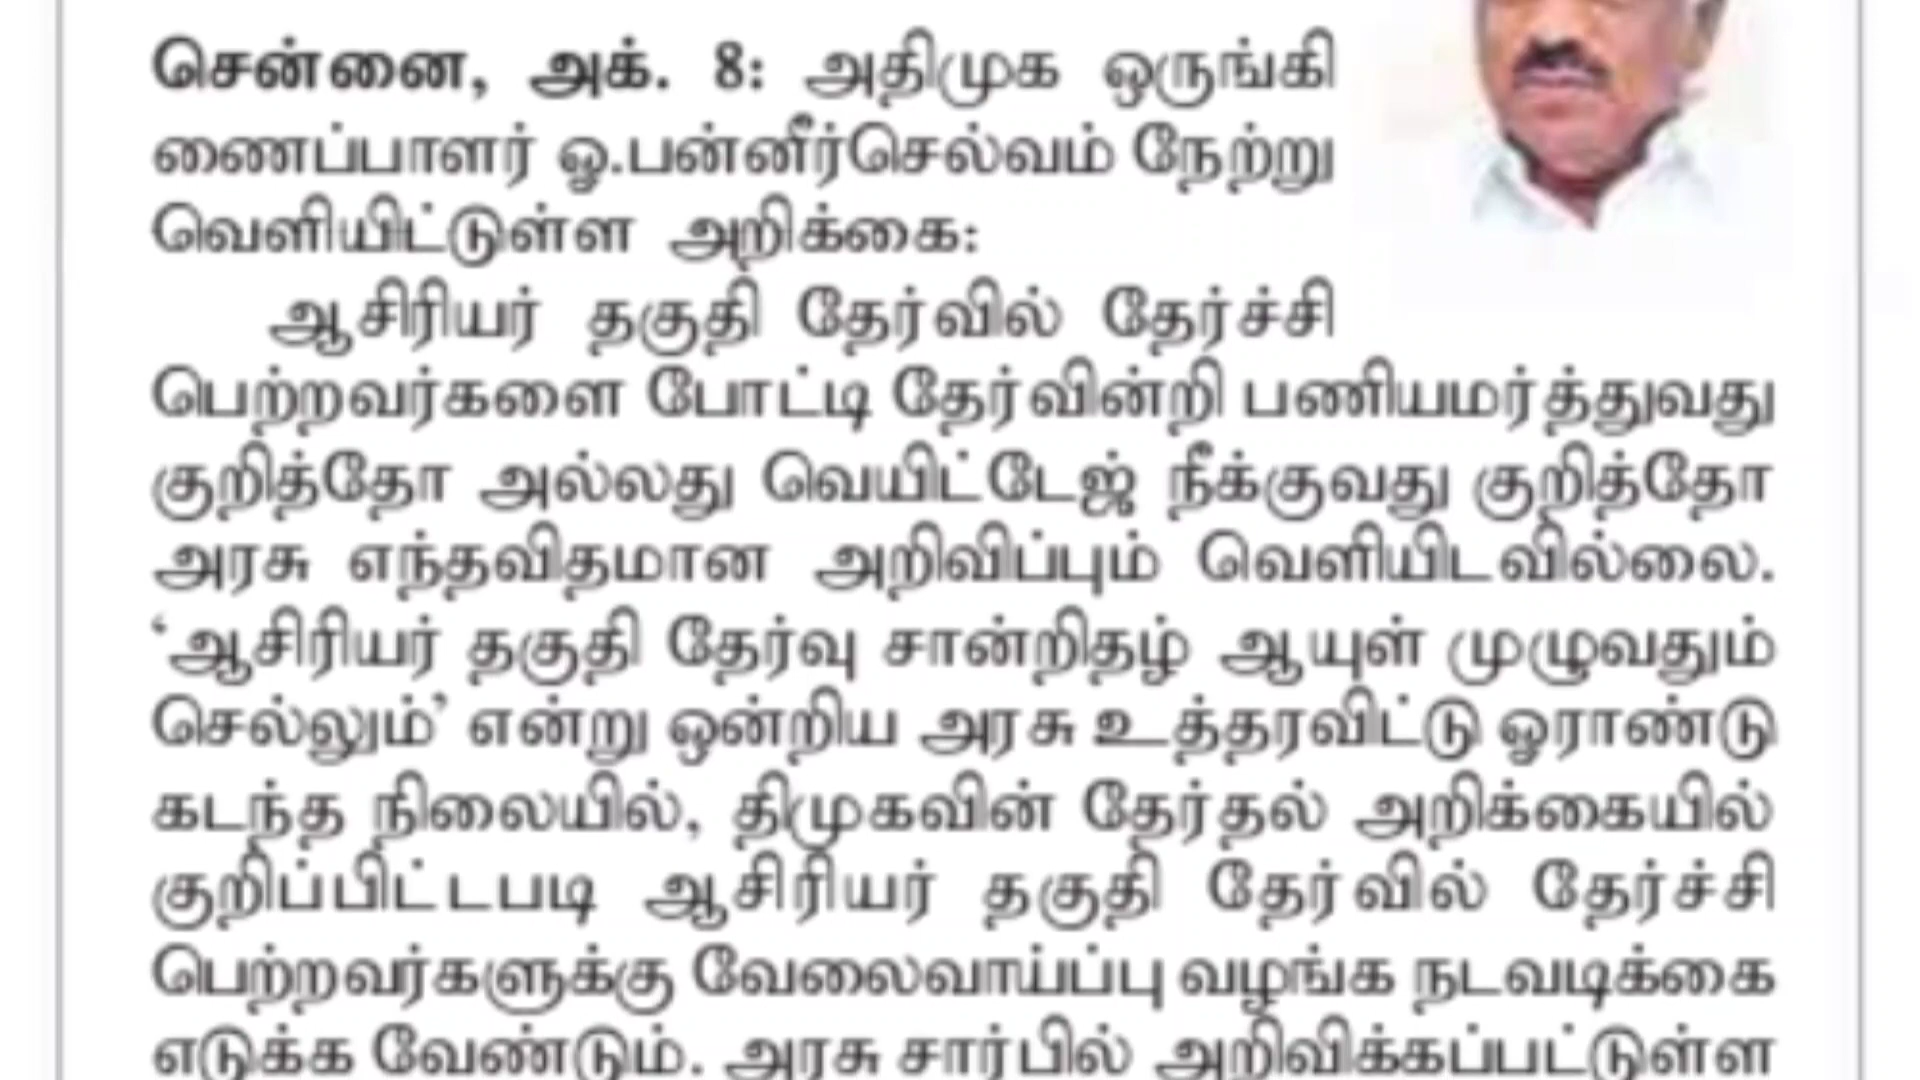 சென்னை, அக். 8: அதிமுக ஒருங்கி
ணைப்பாளர் ஓ.பன்னீர்செல்வம் நேற்று
வெளியிட்டுள்ள அறிக்கை:
ஆசிரியர் தகுதி தேர்வில் தேர்ச்சி
பெற்றவர்களை போட்டி தேர்வின்றி பணியமர்த்துவது
குறித்தோ அல்லது வெயிட்டேஜ் நீக்குவது குறித்தோ
அரசு எந்தவிதமான அறிவிப்பும் வெளியிடவில்லை.
‘ஆசிரியர் தகுதி தேர்வு சான்றிதழ் ஆயுள் முழுவதும்
செல்லும்’ என்று ஒன்றிய அரசு உத்தரவிட்டு ஓராண்டு
கடந்த நிலையில், திமுகவின் தேர்தல் அறிக்கையில்
குறிப்பிட்டபடி ஆசிரியர் தகுதி தேர்வில் தேர்ச்சி
பெற்றவர்களுக்கு வேலைவாய்ப்பு வழங்க நடவடிக்கை
எடுக்க வேண்டும். அரசு சார்பில் அறிவிக்கப்பட்டுள்ள